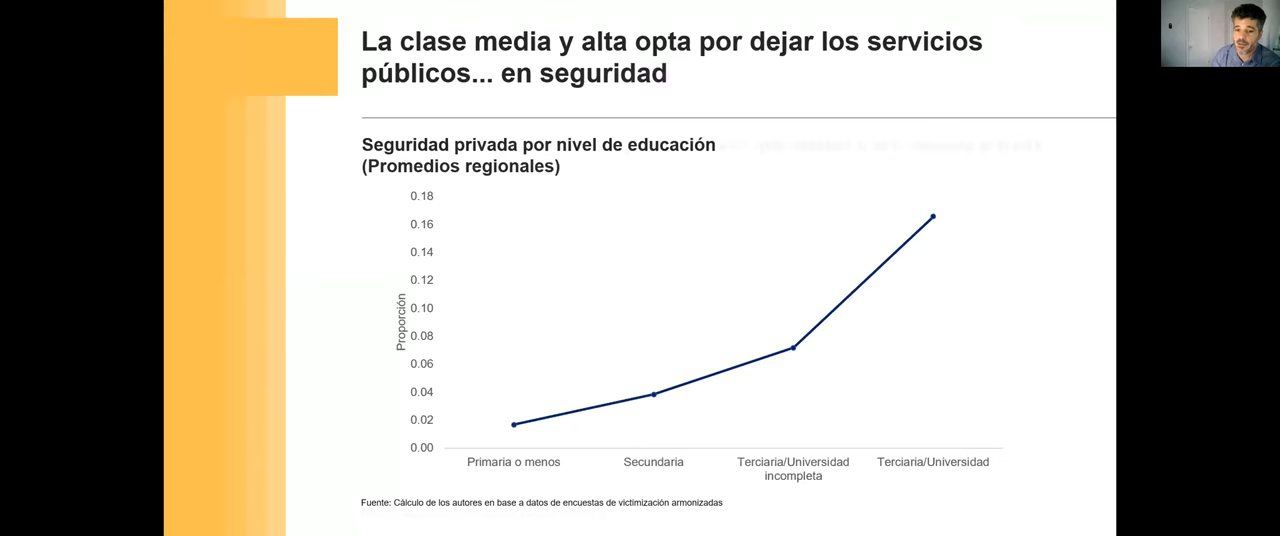 La clase media y alta opta por dejar los servicios
públicos... en seguridad
Seguridad privada por nivel de educación
(Promedios regionales)
0.18
0.16
0.14
0.12
0.10
0.08
0.06
0.04
0.02
0.00
Proporción
Primaria o menos
Secundaria
Terciaria/Universidad
incompleta
Terciaria/Universidad
Fuente: Cálculo de los autores en base a datos de encuestas de victimización armonizadas